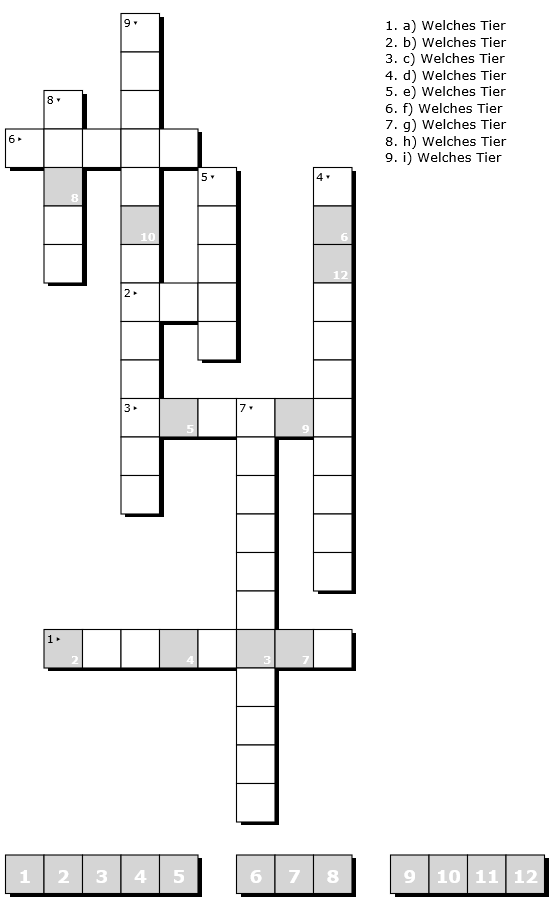 9▾
1. a) Welches Tier
2. b) Welches Tier
3. c) Welches Tier
4. d) Welches Tier
5. e) Welches Tier
6. f) Welches Tier
7. g) Welches Tier
8. h) Welches Tier
9. i) Welches Tier
8▾
6▸
8
5▾
4▾
10
6
12
2▸
3▸
5
7▾
9
1▸
2
4
3
7
1 2 3 4 5 6 7 8 9 10 11 12